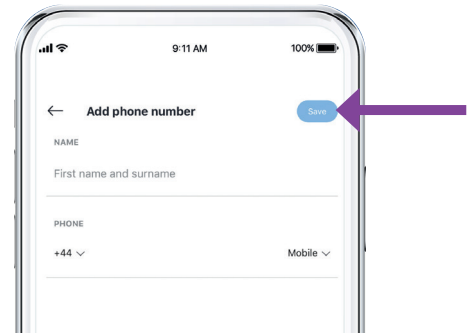 9:11 AM 100%
Add phone number Save
NAME
First name and surname
PHONE
+44 Mobile